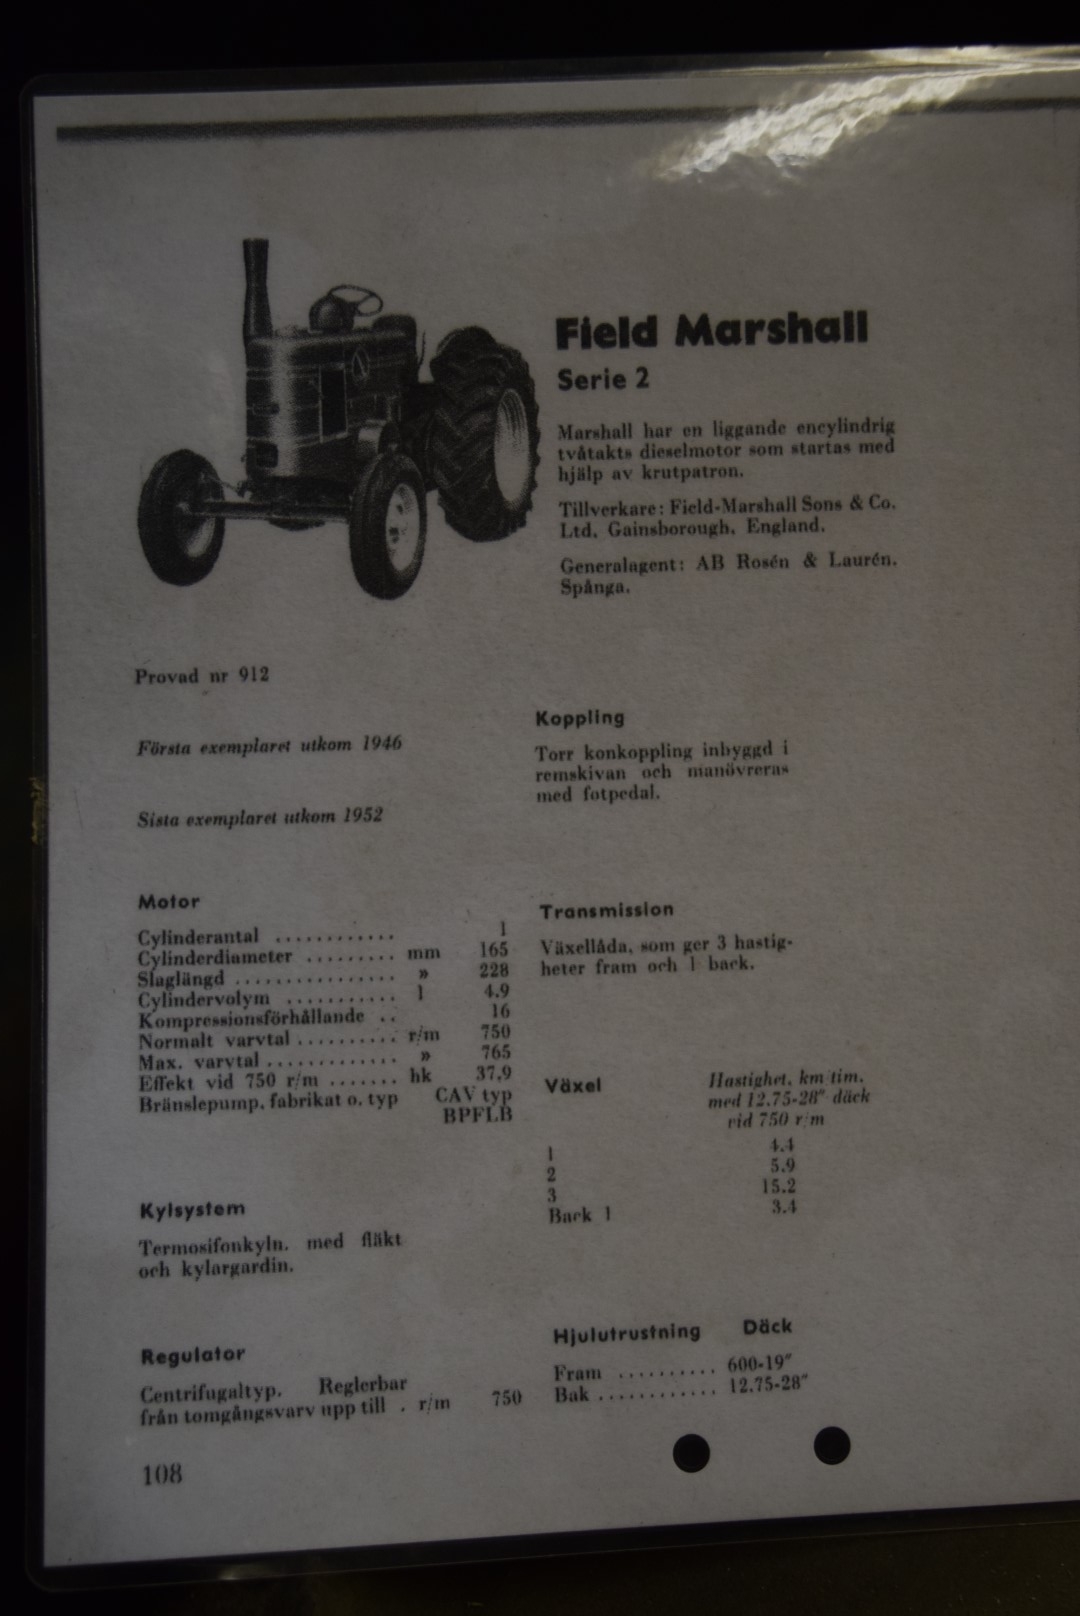 Field Marshall
Serie 2
Marshall har en liggande encylindrig
tvåtakts dieselmotor som startas med
hjälp av krutpatron.
Tillverkare: Field-Marshall Sons & Co.
Ltd, Gainsborough, England.
Generalagent: AB Rosén & Laurén,
Spånga.
Provad nr 912
Första exemplaret utkom 1946
Sista exemplaret utkom 1952
Motor
Cylinderantal ............ 1
Cylinderdiameter ......... mm 165
Slaglängd ................ » 228
Cylindervolym ........... l 4.9
Kompressionsförhållande .. 16
Normalt varvtal .......... r/m 750
Max. varvtal ............. » 765
Effekt vid 750 r/m ....... hk 37,9
Bränslepump, fabrikat o. typ CAV typ
BPFLB
Kylsystem
Termosifonkyln. med fläkt
och kylargardin.
Regulator
Centrifugaltyp. Reglerbar
från tomgångsvarv upp till . r/m 750
108
Koppling
Torr konkoppling inbyggd i
remskivan och manövreras
med fotpedal.
Transmission
Växellåda, som ger 3 hastig-
heter fram och 1 back.
Växel Hastighet, km/tim.
med 12.75-28" däck
vid 750 r/m
1 4.4
2 5.9
3 15.2
Back 1 3.4
Hjulutrustning Däck
Fram .......... 600-19"
Bak ............ 12.75-28"